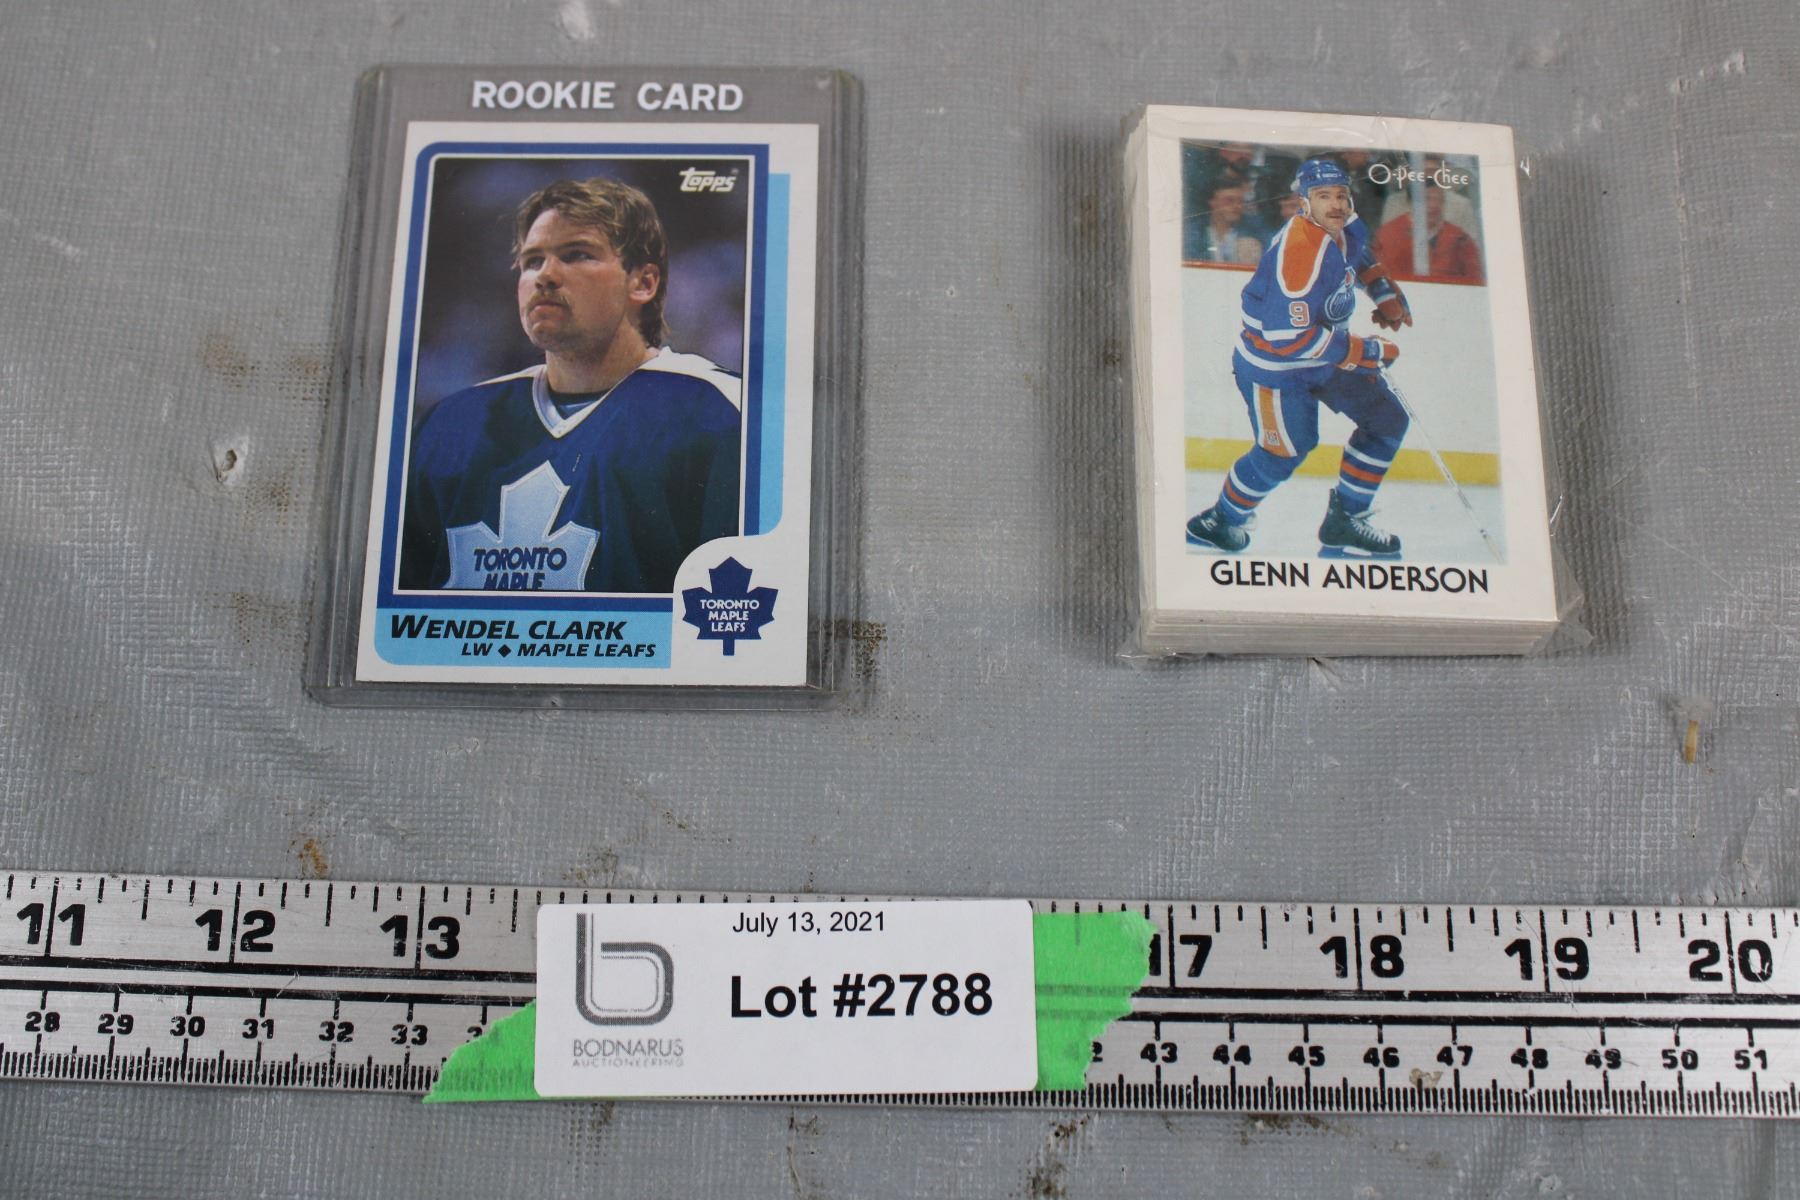 ROOKIE CARD
topps
TORONTO
MAPLE
TORONTO
MAPLE
LEAFS
WENDEL CLARK
LW ◆ MAPLE LEAFS
O-Pee-Chee
9
GLENN ANDERSON
11 12 13 17 18 19 20
28 29 30 31 32 33 43 44 45 46 47 48 49 50 51
July 13, 2021
Lot #2788
b
BODNARUS
AUCTIONEERING